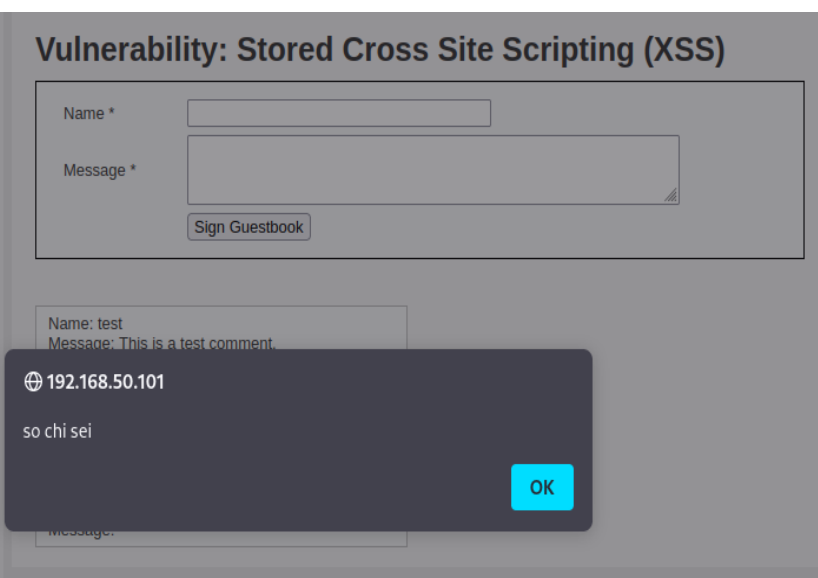 Vulnerability: Stored Cross Site Scripting (XSS)
Name *
Message *
Sign Guestbook
Name: test
Message: This is a test comment.
192.168.50.101
so chi sei
OK
Message: